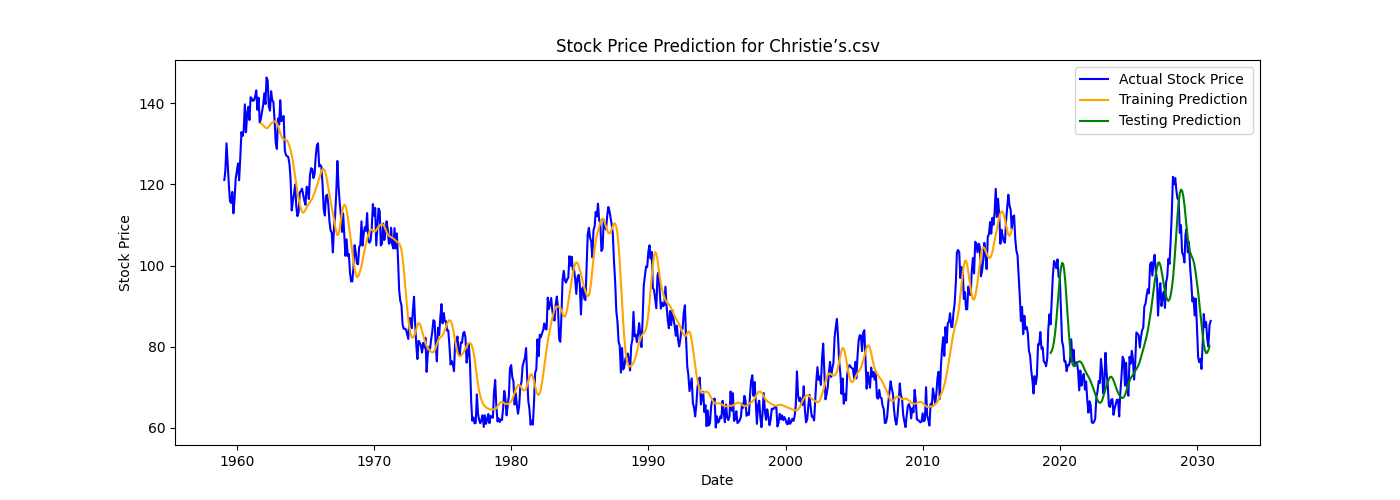 Stock Price Prediction for Christie’s.csv
Actual Stock Price
Training Prediction
Testing Prediction
Stock Price
140
120
100
80
60
1960 1970 1980 1990 2000 2010 2020 2030
Date